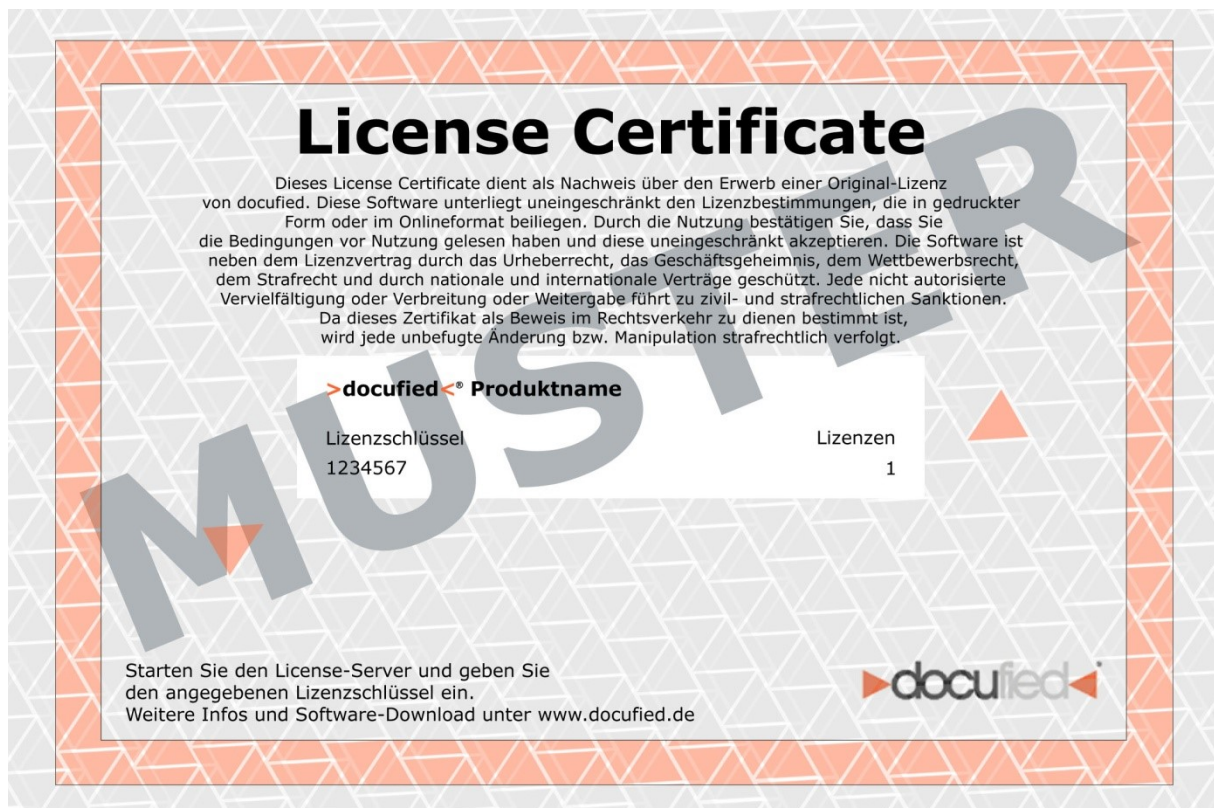 License Certificate
Dieses License Certificate dient als Nachweis über den Erwerb einer Original-Lizenz
von docufied. Diese Software unterliegt uneingeschränkt den Lizenzbestimmungen, die in gedruckter
Form oder im Onlineformat beiliegen. Durch die Nutzung bestätigen Sie, dass Sie
die Bedingungen vor Nutzung gelesen haben und diese uneingeschränkt akzeptieren. Die Software ist
neben dem Lizenzvertrag durch das Urheberrecht, das Geschäftsgeheimnis, dem Wettbewerbsrecht,
dem Strafrecht und durch nationale und internationale Verträge geschützt. Jede nicht autorisierte
Vervielfältigung oder Verbreitung oder Weitergabe führt zu zivil- und strafrechtlichen Sanktionen.
Da dieses Zertifikat als Beweis im Rechtsverkehr zu dienen bestimmt ist,
wird jede unbefugte Änderung bzw. Manipulation strafrechtlich verfolgt.
MUSTER
>docufied<® Produktname
Lizenzschlüssel Lizenzen
1234567 1
Starten Sie den License-Server und geben Sie
den angegebenen Lizenzschlüssel ein.
Weitere Infos und Software-Download unter www.docufied.de
docufied